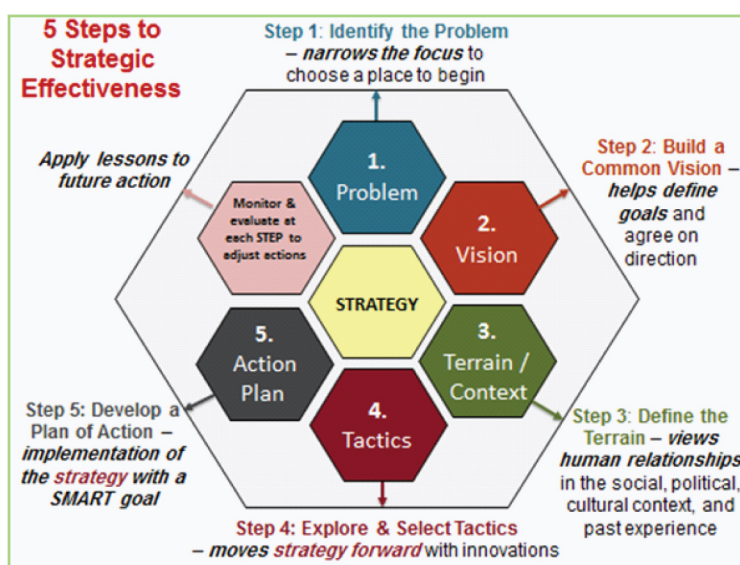 5 Steps to
Strategic
Effectiveness
Step 1: Identify the Problem
– narrows the focus to
choose a place to begin
Step 2: Build a
Common Vision –
helps define
goals and
agree on
direction
Apply lessons to
future action
Monitor &
evaluate at
each STEP to
adjust actions
1.
Problem
2.
Vision
STRATEGY
3.
Terrain /
Context
4.
Tactics
5.
Action
Plan
Step 3: Define the
Terrain – views
human relationships
in the social, political,
cultural context, and
past experience
Step 4: Explore & Select Tactics
– moves strategy forward with innovations
Step 5: Develop a
Plan of Action –
implementation of
the strategy with a
SMART goal